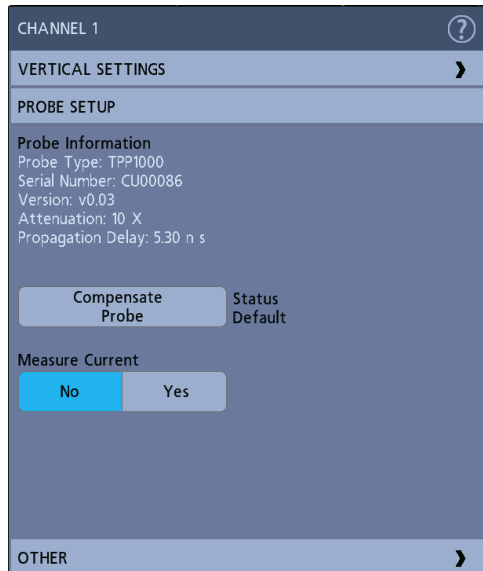 CHANNEL 1
?
VERTICAL SETTINGS
PROBE SETUP
Probe Information
Probe Type: TPP1000
Serial Number: CU00086
Version: v0.03
Attenuation: 10 X
Propagation Delay: 5.30 n s
Compensate
Probe
Status
Default
Measure Current
No
Yes
OTHER